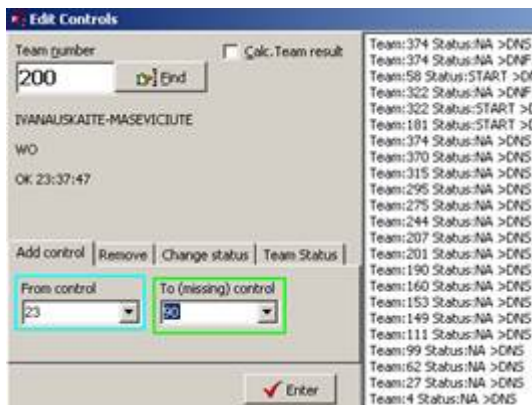 Edit Controls
Team number
Calc.Team result
200
Find
IVANAUSKAITE-MASEVICIUTE
WO
OK 23:37:47
Add control
Remove
Change status
Team Status
From control
To (missing) control
23
90
Enter
Team:374 Status:NA >DNS
Team:374 Status:NA >DNF
Team:58 Status:START >
Team:322 Status:NA >DNF
Team:322 Status:START >
Team:181 Status:START >
Team:374 Status:NA >DNS
Team:370 Status:NA >DNS
Team:315 Status:NA >DNS
Team:295 Status:NA >DNS
Team:275 Status:NA >DNS
Team:244 Status:NA >DNS
Team:207 Status:NA >DNS
Team:201 Status:NA >DNS
Team:190 Status:NA >DNS
Team:160 Status:NA >DNS
Team:153 Status:NA >DNS
Team:149 Status:NA >DNS
Team:111 Status:NA >DNS
Team:99 Status:NA >DNS
Team:62 Status:NA >DNS
Team:27 Status:NA >DNS
Team:4 Status:NA >DNS